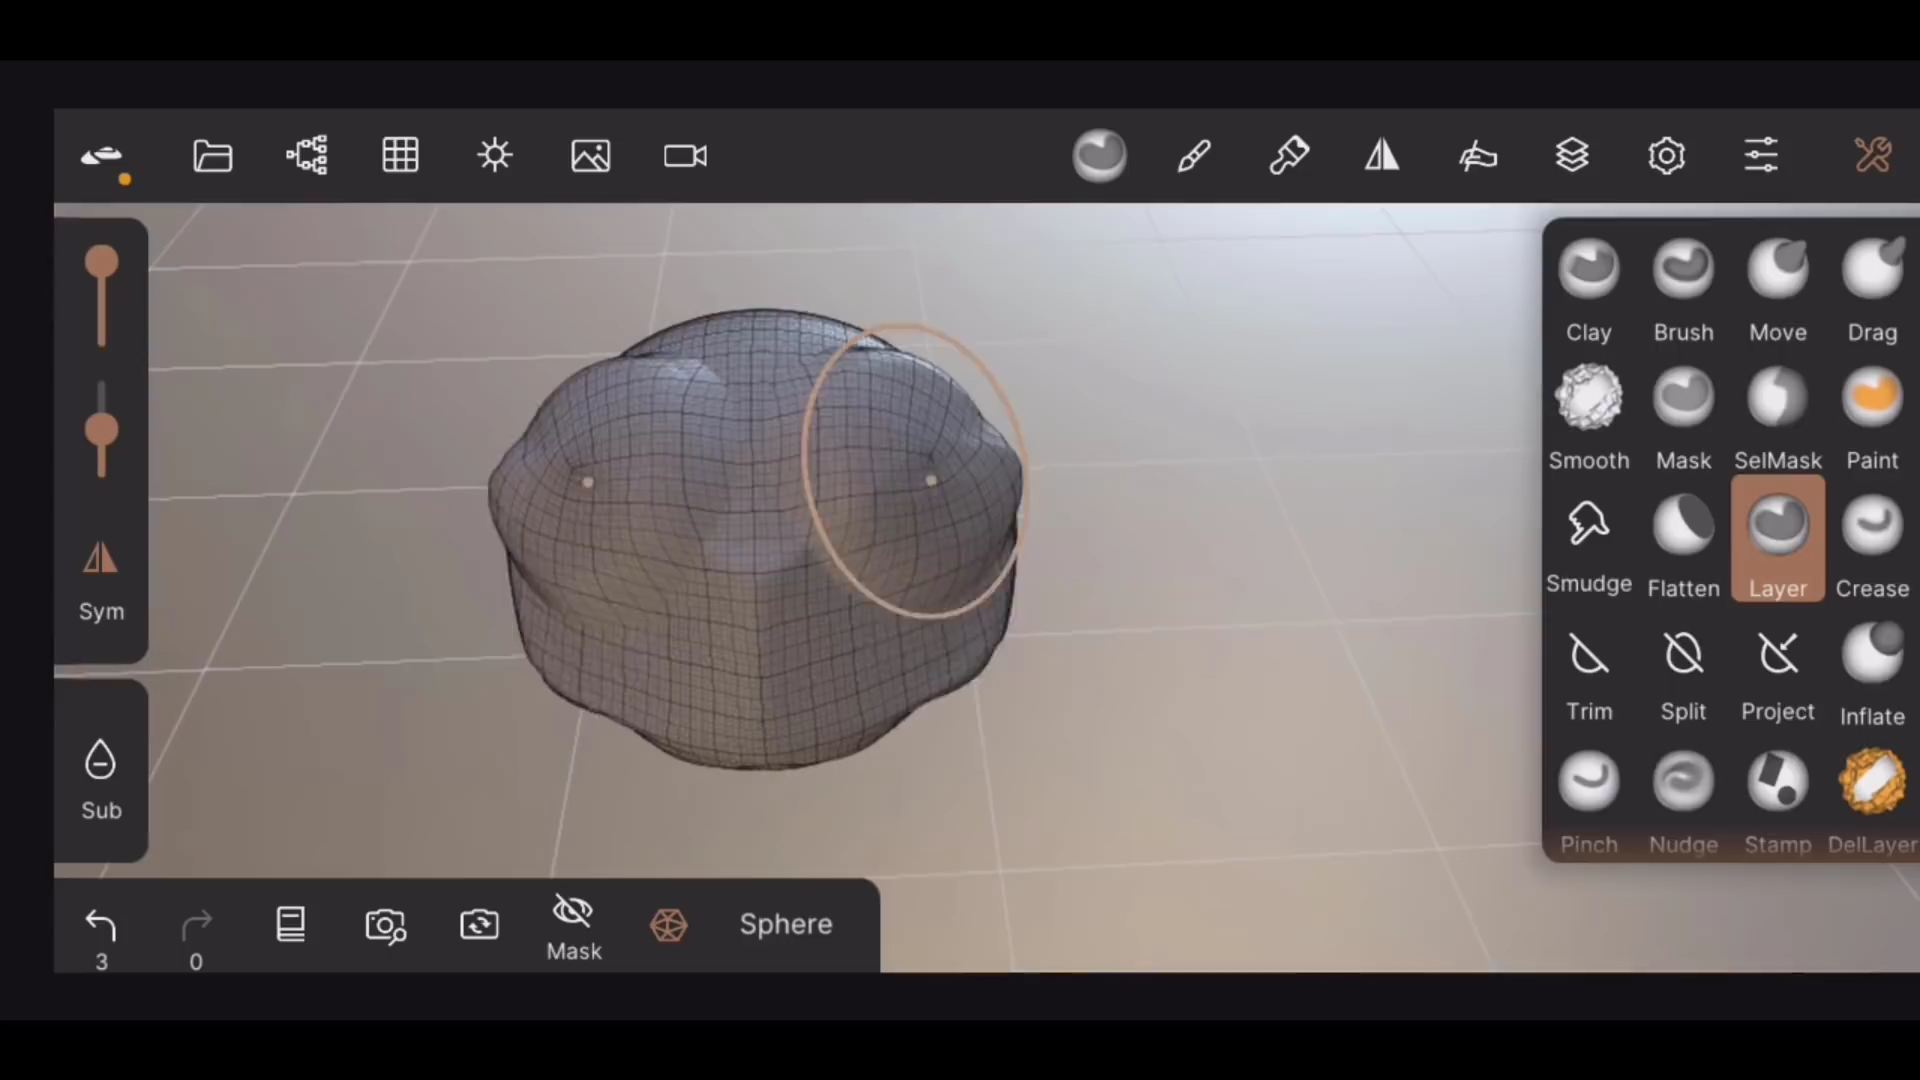 Clay Brush Move Drag
Smooth Mask SelMask Paint
Smudge Flatten Layer Crease
Sym
Trim Split Project Inflate
Sub
Pinch Nudge Stamp DelLayer
Sphere
Mask
3 0